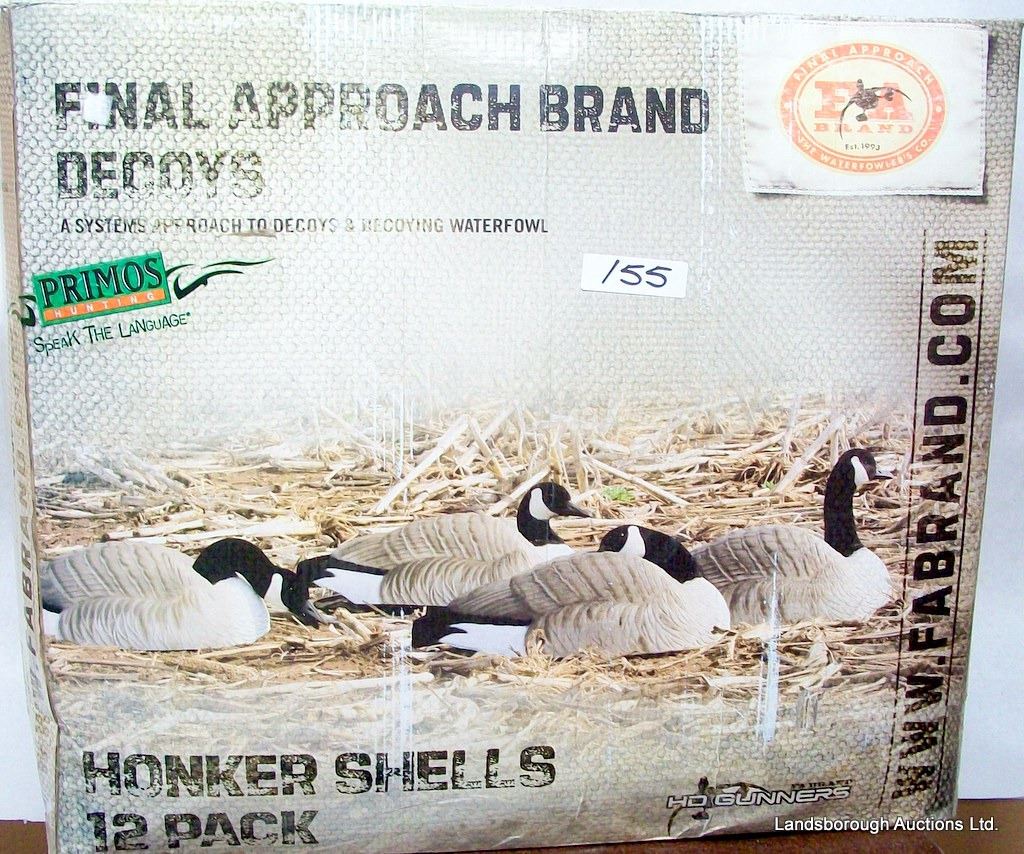 FINAL APPROACH BRAND
DECOYS
A SYSTEMS APPROACH TO DECOYS & DECOYING WATERFOWL
FINAL APPROACH
FA
BRAND
Est. 1993
THE WATERFOWLER'S CO.
PRIMOS
HUNTING
SPEAK THE LANGUAGE®
155
WWW.FABRAND.COM
HONKER SHELLS
12 PACK
HD GUNNERS
Landsborough Auctions Ltd.